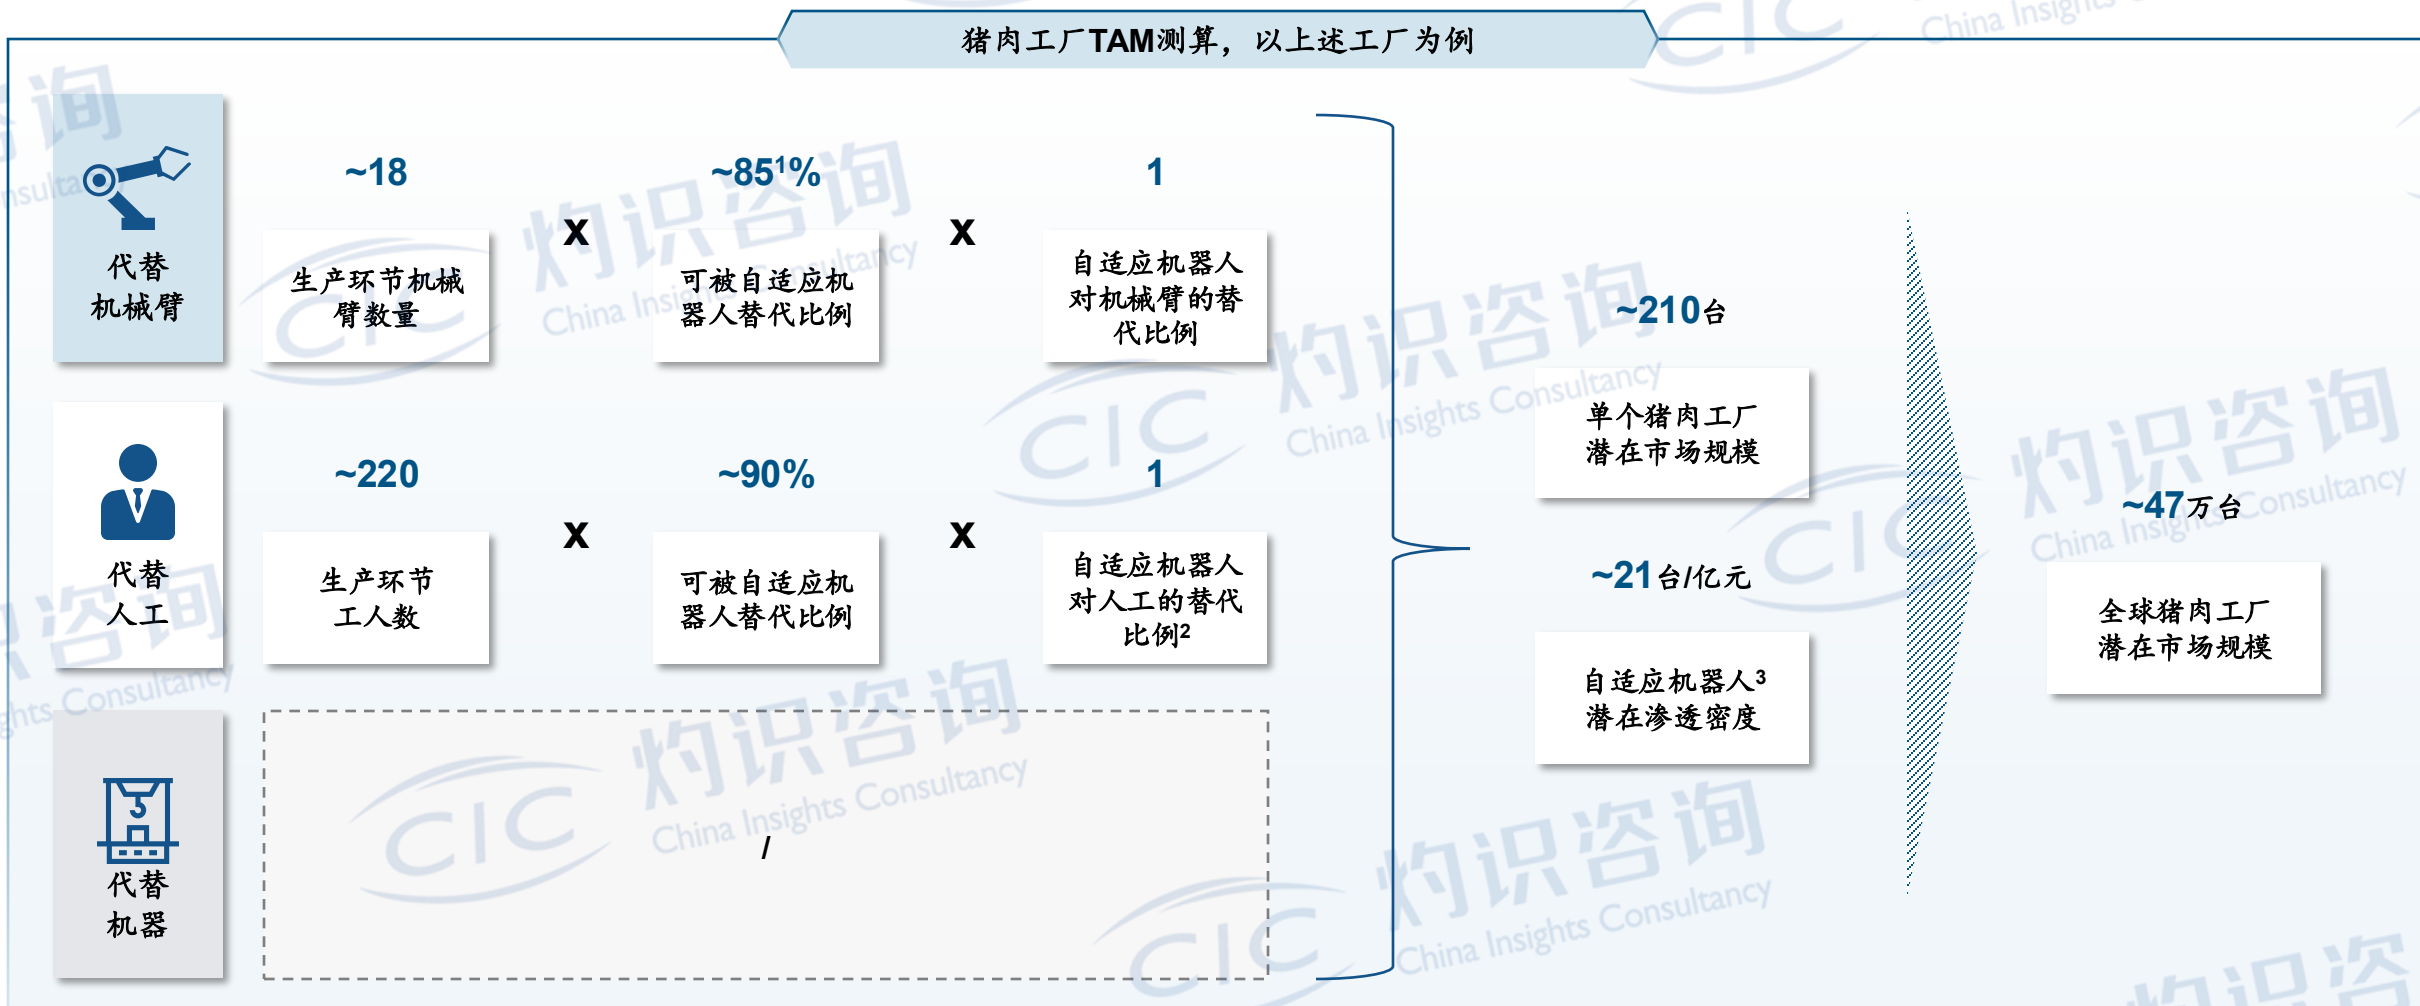 猪肉工厂TAM测算，以上述工厂为例
代替
机械臂
~18
生产环节机械
臂数量
x
~85¹%
可被自适应机
器人替代比例
x
1
自适应机器人
对机械臂的替
代比例
代替
人工
~220
生产环节
工人数
x
~90%
可被自适应机
器人替代比例
x
1
自适应机器人
对人工的替代
比例²
代替
机器
/
~210台
单个猪肉工厂
潜在市场规模
~21台/亿元
自适应机器人³
潜在渗透密度
~47万台
全球猪肉工厂
潜在市场规模
CIC
灼识咨询
China Insights Consultancy